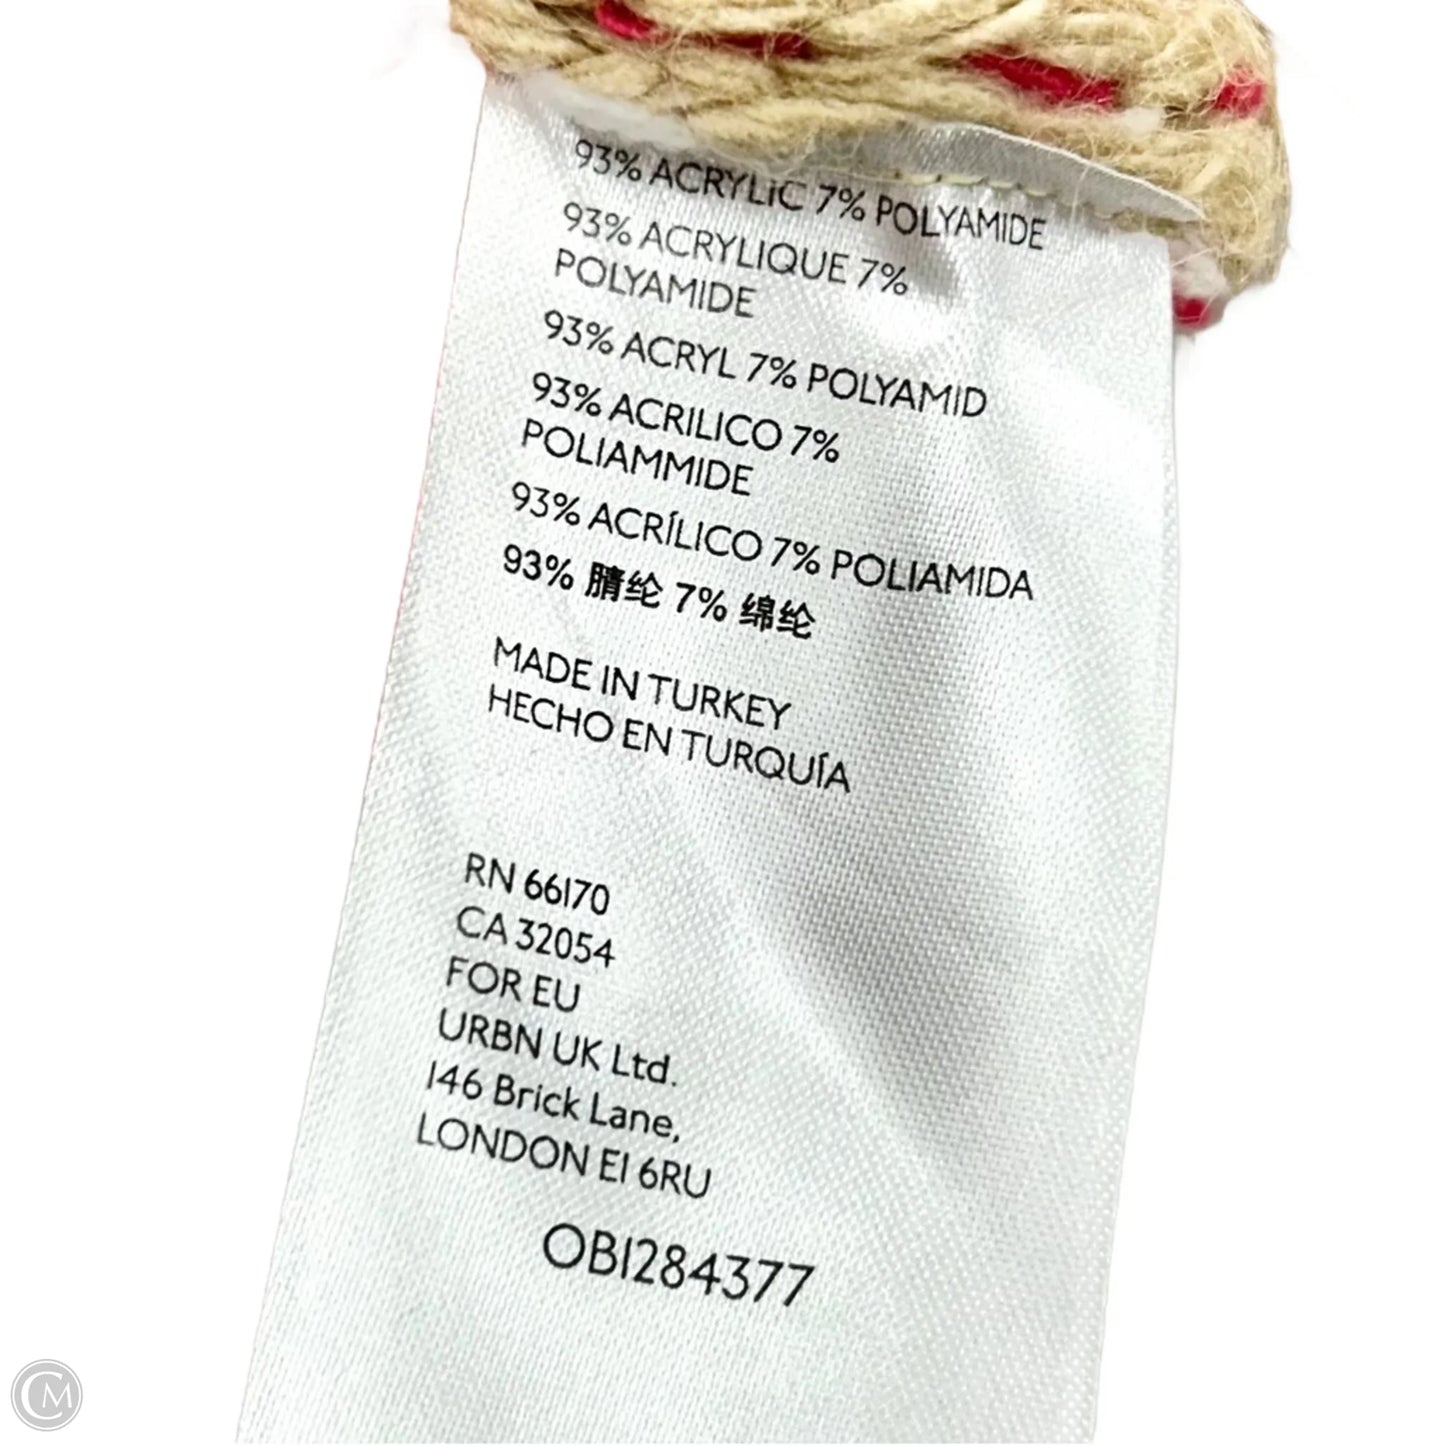 93% ACRYLIC 7% POLYAMIDE
93% ACRYLIQUE 7%
POLYAMIDE
93% ACRYL 7% POLYAMID
93% ACRILICO 7%
POLIAMMIDE
93% ACRÍLICO 7% POLIAMIDA
93% 腈纶 7% 绵纶
MADE IN TURKEY
HECHO EN TURQUÍA
RN 66170
CA 32054
FOR EU
URBN UK Ltd.
146 Brick Lane,
LONDON E1 6RU
OB1284377
CM